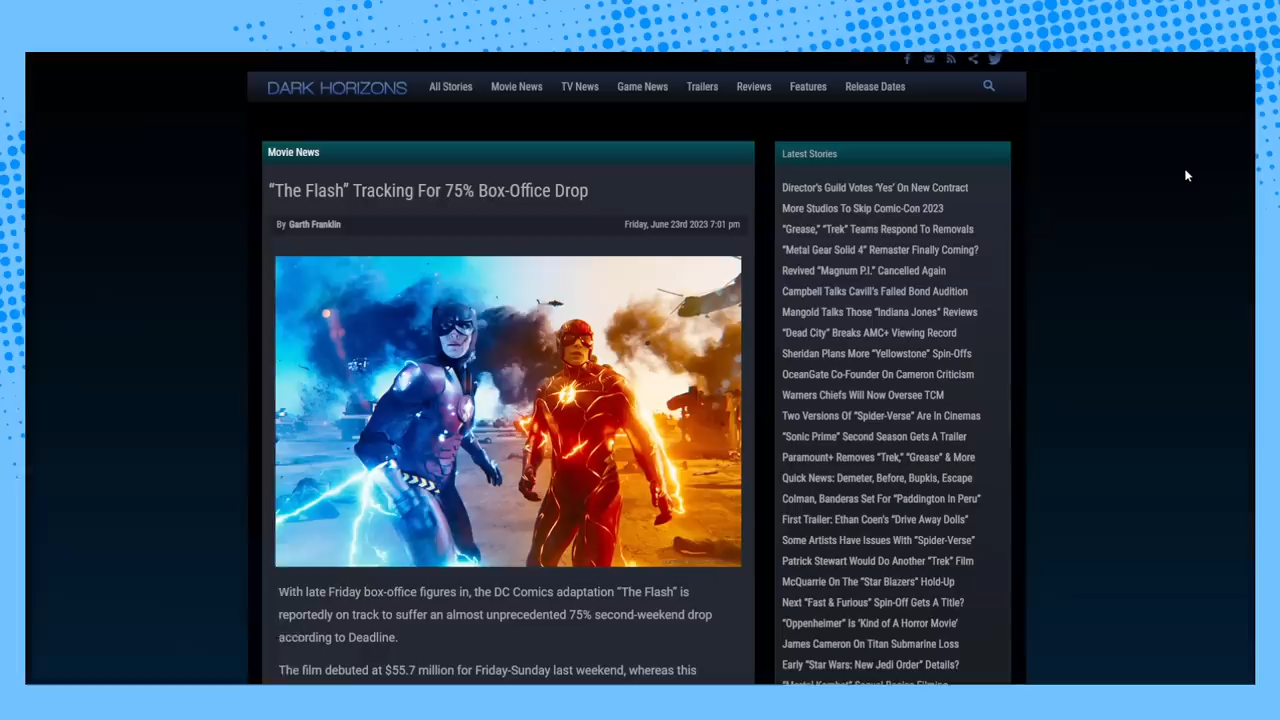 DARK HORIZONS
All Stories
Movie News
TV News
Game News
Trailers
Reviews
Features
Release Dates
Movie News
“The Flash” Tracking For 75% Box-Office Drop
By Garth Franklin
Friday, June 23rd 2023 7:01 pm
With late Friday box-office figures in, the DC Comics adaptation “The Flash” is
reportedly on track to suffer an almost unprecedented 75% second-weekend drop
according to Deadline.
The film debuted at $55.7 million for Friday-Sunday last weekend, whereas this
Latest Stories
Director's Guild Votes ‘Yes’ On New Contract
More Studios To Skip Comic-Con 2023
“Grease,” “Trek” Teams Respond To Removals
“Metal Gear Solid 4” Remaster Finally Coming?
Revived “Magnum P.I.” Cancelled Again
Campbell Talks Cavill's Failed Bond Audition
Mangold Talks Those “Indiana Jones” Reviews
“Dead City” Breaks AMC+ Viewing Record
Sheridan Plans More “Yellowstone” Spin-Offs
OceanGate Co-Founder On Cameron Criticism
Warners Chiefs Will Now Oversee TCM
Two Versions Of “Spider-Verse” Are In Cinemas
“Sonic Prime” Second Season Gets A Trailer
Paramount+ Removes “Trek,” “Grease” & More
Quick News: Demeter, Before, Bupkis, Escape
Colman, Banderas Set For “Paddington In Peru”
First Trailer: Ethan Coen's “Drive Away Dolls”
Some Artists Have Issues With “Spider-Verse”
Patrick Stewart Would Do Another “Trek” Film
McQuarrie On The “Star Blazers” Hold-Up
Next “Fast & Furious” Spin-Off Gets A Title?
“Oppenheimer” Is ‘Kind of A Horror Movie’
James Cameron On Titan Submarine Loss
Early “Star Wars: New Jedi Order” Details?
“Mortal Kombat” Sequel Begins Filming